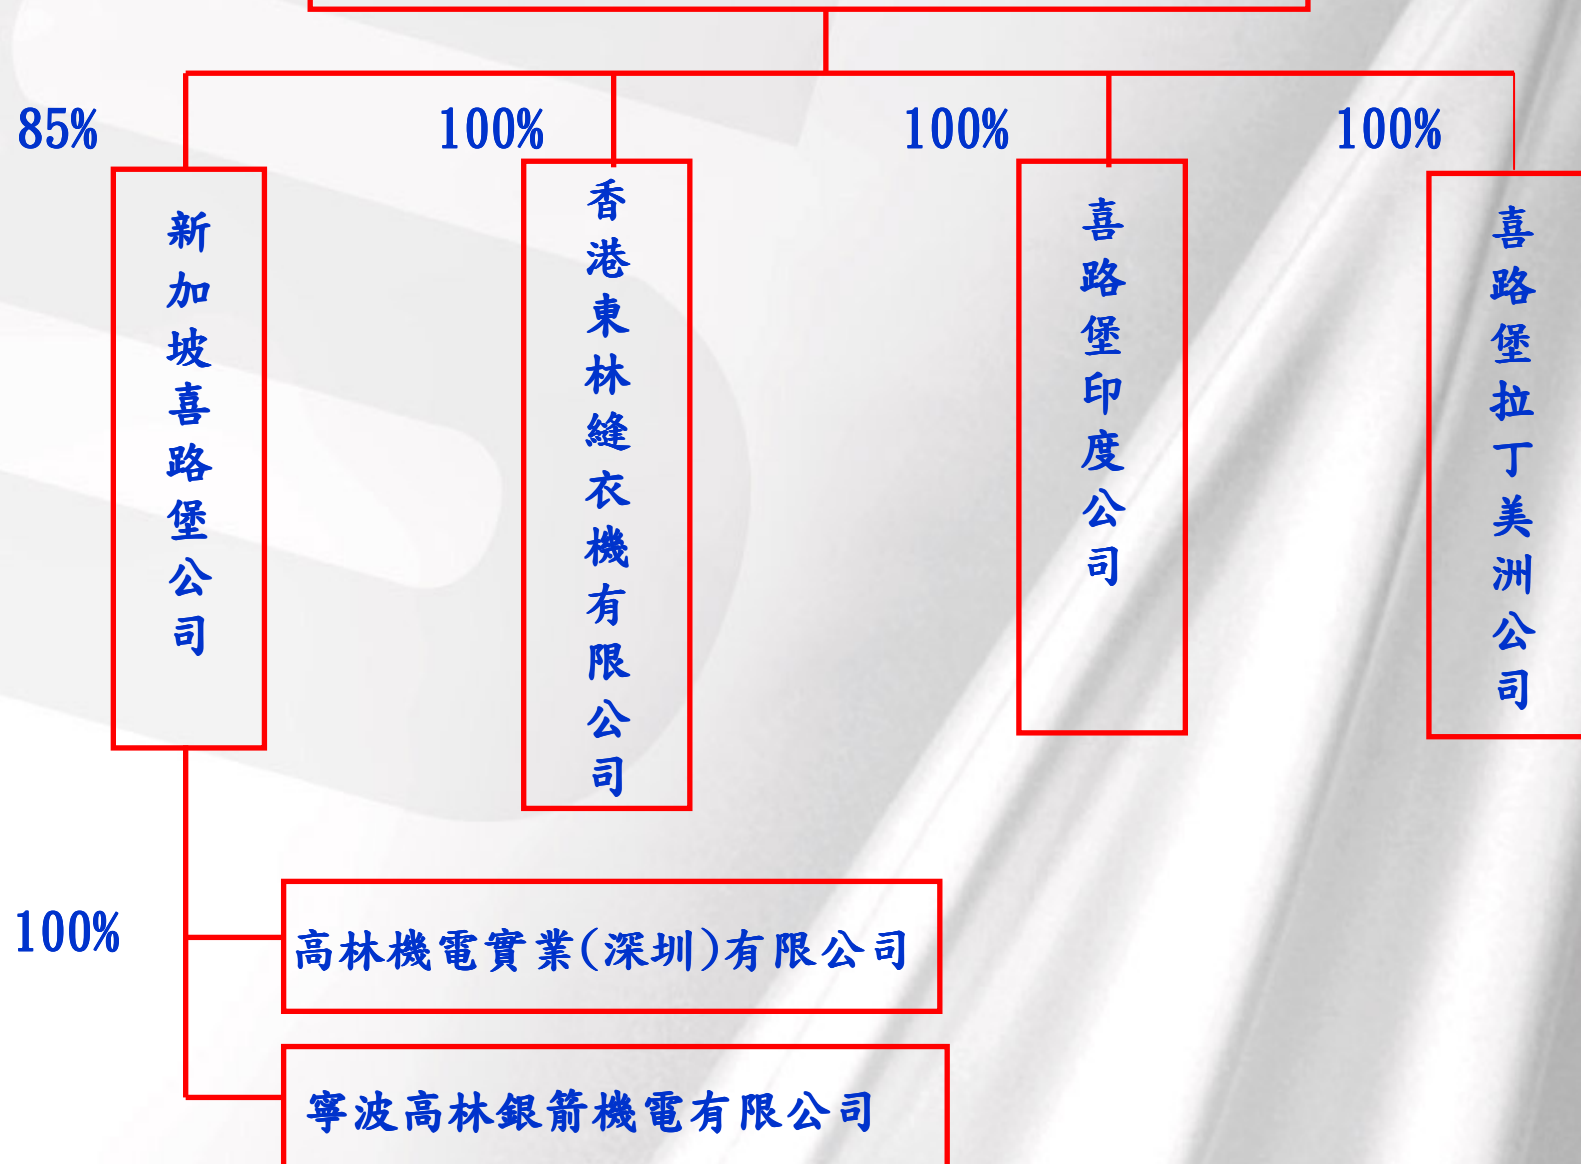 85%
100%
100%
100%
新加坡喜路堡公司
香港東林縫衣機有限公司
喜路堡印度公司
喜路堡拉丁美洲公司
100%
高林機電實業(深圳)有限公司
寧波高林銀箭機電有限公司